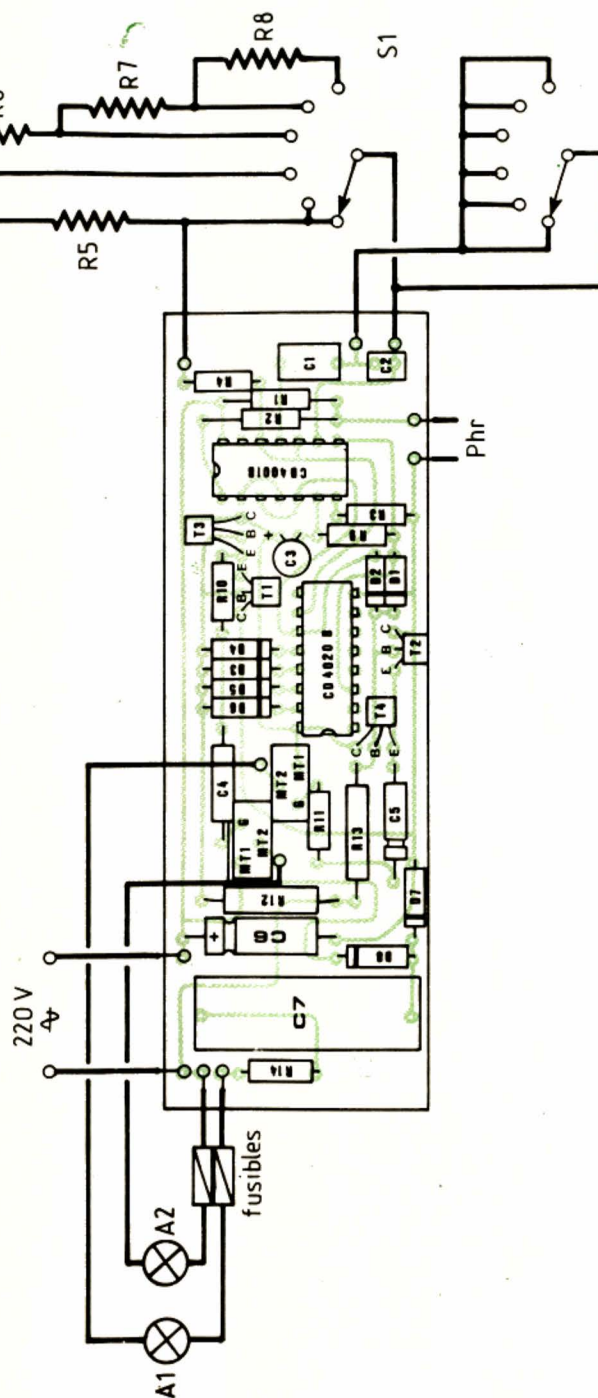 R8
R7
S1
R5
R4
C1
R1
C2
R2
CD4001B
Phr
T3
C
B
E
+
C3
R3
R9
R10
E
B
C
T1
D2
D1
D4
D3
D5
D6
CD4020B
C
B
E
T2
T4
C
B
E
C4
MT2
MT1
G
G
MT1
MT2
R11
R13
C5
R12
+
D7
D8
220 V
C7
R14
fusibles
A2
A1